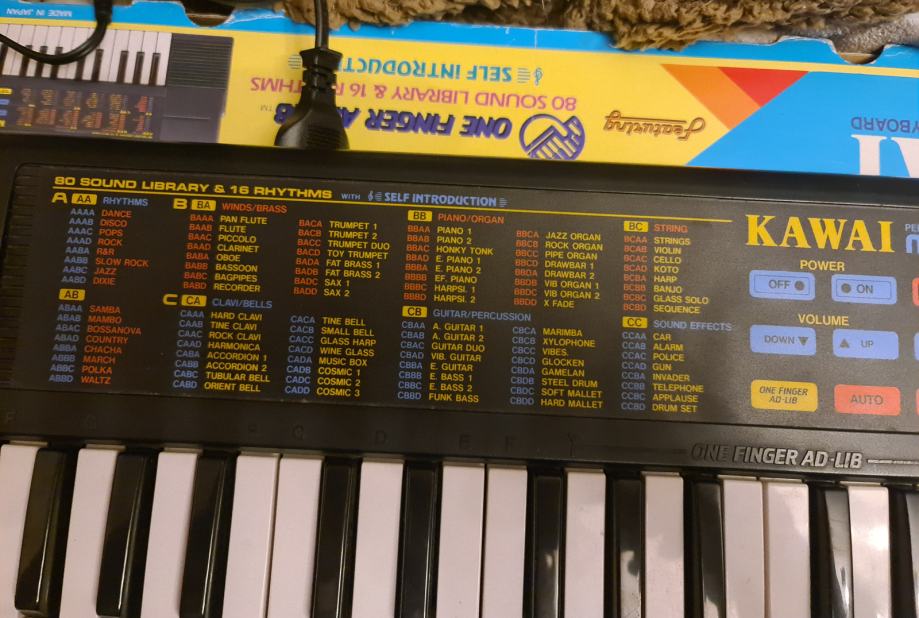 MADE IN JAPAN
SELF INTRODUCTI
80 SOUND LIBRARY & 16 R THMS
ONE FINGER A B
Featuring
80 SOUND LIBRARY & 16 RHYTHMS WITH SELF INTRODUCTION
A AA RHYTHMS
AAAA DANCE
AAAB DISCO
AAAC POPS
AAAD ROCK
AABA R&R
AABB SLOW ROCK
AABC JAZZ
AABD DIXIE
AB
ABAA SAMBA
ABAB MAMBO
ABAC BOSSANOVA
ABAD COUNTRY
ABBA CHACHA
ABBB MARCH
ABBC POLKA
ABBD WALTZ
B BA WINDS/BRASS
BAAA PAN FLUTE
BAAB FLUTE
BAAC PICCOLO
BAAD CLARINET
BABA OBOE
BABB BASSOON
BABC BAGPIPES
BABD RECORDER
BACA TRUMPET 1
BACB TRUMPET 2
BACC TRUMPET DUO
BACD TOY TRUMPET
BADA FAT BRASS 1
BADB FAT BRASS 2
BADC SAX 1
BADD SAX 2
BB PIANO/ORGAN
BBAA PIANO 1
BBAB PIANO 2
BBAC HONKY TONK
BBAD E. PIANO 1
BBBA E. PIANO 2
BBBB EF. PIANO
BBBC HARPSI. 1
BBBD HARPSI. 2
BBCA JAZZ ORGAN
BBCB ROCK ORGAN
BBCC PIPE ORGAN
BBCD DRAWBAR 1
BBDA DRAWBAR 2
BBDB VIB ORGAN 1
BBDC VIB ORGAN 2
BBDD X FADE
BC STRING
BCAA STRINGS
BCAB VIOLIN
BCAC CELLO
BCAD KOTO
BCBA HARP
BCBB BANJO
BCBC GLASS SOLO
BCBD SEQUENCE
C CA CLAVI/BELLS
CAAA HARD CLAVI
CAAB TINE CLAVI
CAAC ROCK CLAVI
CAAD HARMONICA
CABA ACCORDION 1
CABB ACCORDION 2
CABC TUBULAR BELL
CABD ORIENT BELL
CACA TINE BELL
CACB SMALL BELL
CACC GLASS HARP
CACD WINE GLASS
CADA MUSIC BOX
CADB COSMIC 1
CADC COSMIC 2
CADD COSMIC 3
CB GUITAR/PERCUSSION
CBAA A. GUITAR 1
CBAB A. GUITAR 2
CBAC GUITAR DUO
CBAD VIB. GUITAR
CBBA E. GUITAR
CBBB E. BASS 1
CBBC E. BASS 2
CBBD FUNK BASS
CBCA MARIMBA
CBCB XYLOPHONE
CBCC VIBES.
CBCD GLOCKEN
CBDA GAMELAN
CBDB STEEL DRUM
CBDC SOFT MALLET
CBDD HARD MALLET
CC SOUND EFFECTS
CCAA CAR
CCAB ALARM
CCAC POLICE
CCAD GUN
CCBA INVADER
CCBB TELEPHONE
CCBC APPLAUSE
CCBD DRUM SET
KAWAI
POWER
OFF ON
VOLUME
DOWN ▼ ▲ UP
ONE FINGER
AD-LIB
AUTO
ONE FINGER AD-LIB